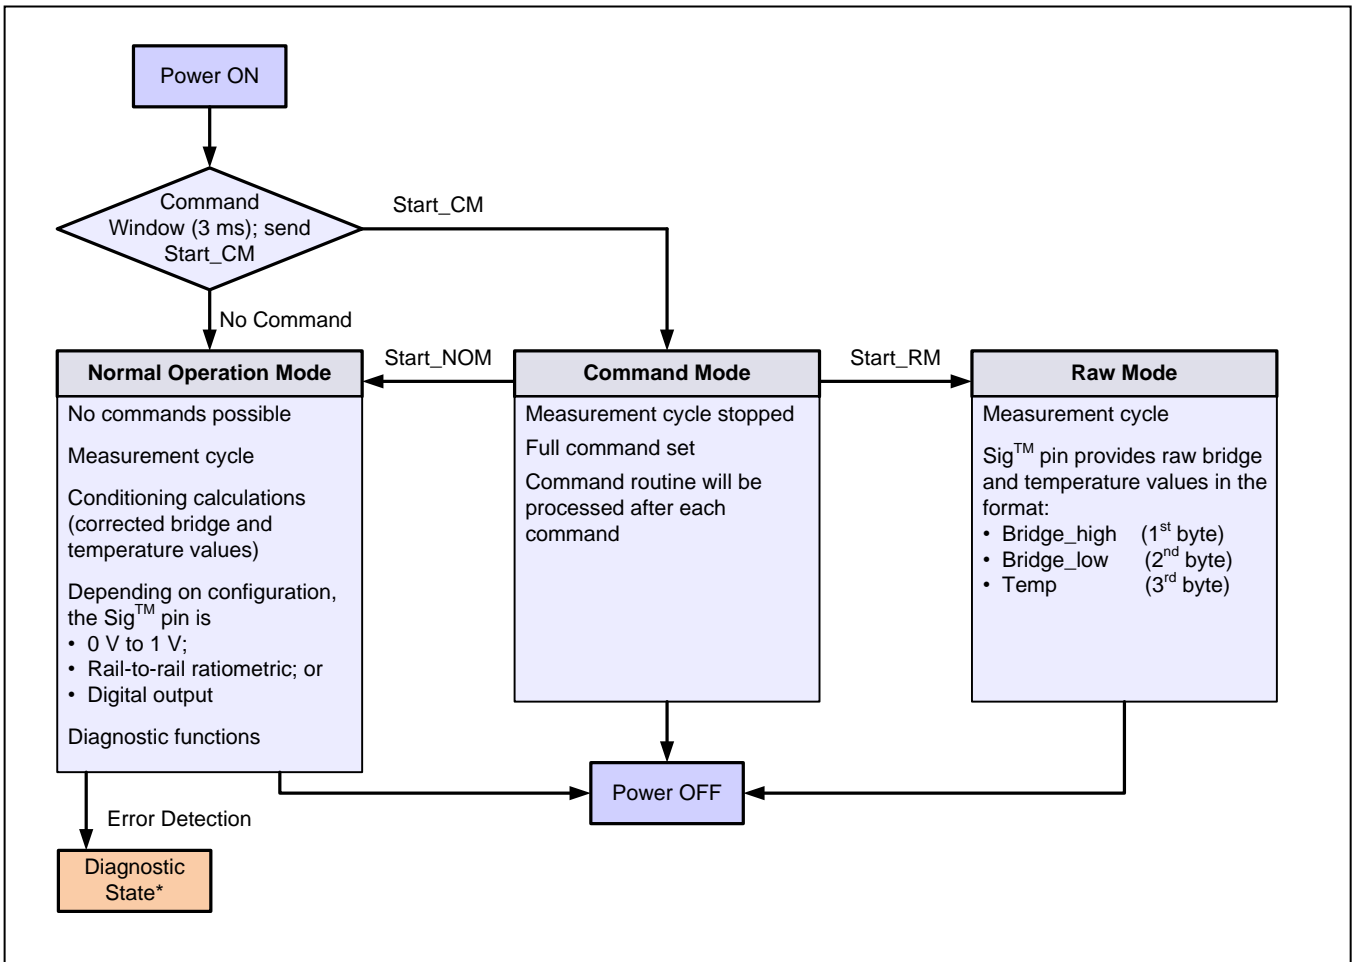 Power ON
Command
Window (3 ms); send
Start_CM
Start_CM
No Command
Normal Operation Mode
No commands possible
Measurement cycle
Conditioning calculations
(corrected bridge and
temperature values)
Depending on configuration,
the Sig™ pin is
• 0 V to 1 V;
• Rail-to-rail ratiometric; or
• Digital output
Diagnostic functions
Start_NOM
Command Mode
Measurement cycle stopped
Full command set
Command routine will be
processed after each
command
Start_RM
Raw Mode
Measurement cycle
Sig™ pin provides raw bridge
and temperature values in the
format:
• Bridge_high (1st byte)
• Bridge_low (2nd byte)
• Temp (3rd byte)
Power OFF
Error Detection
Diagnostic
State*